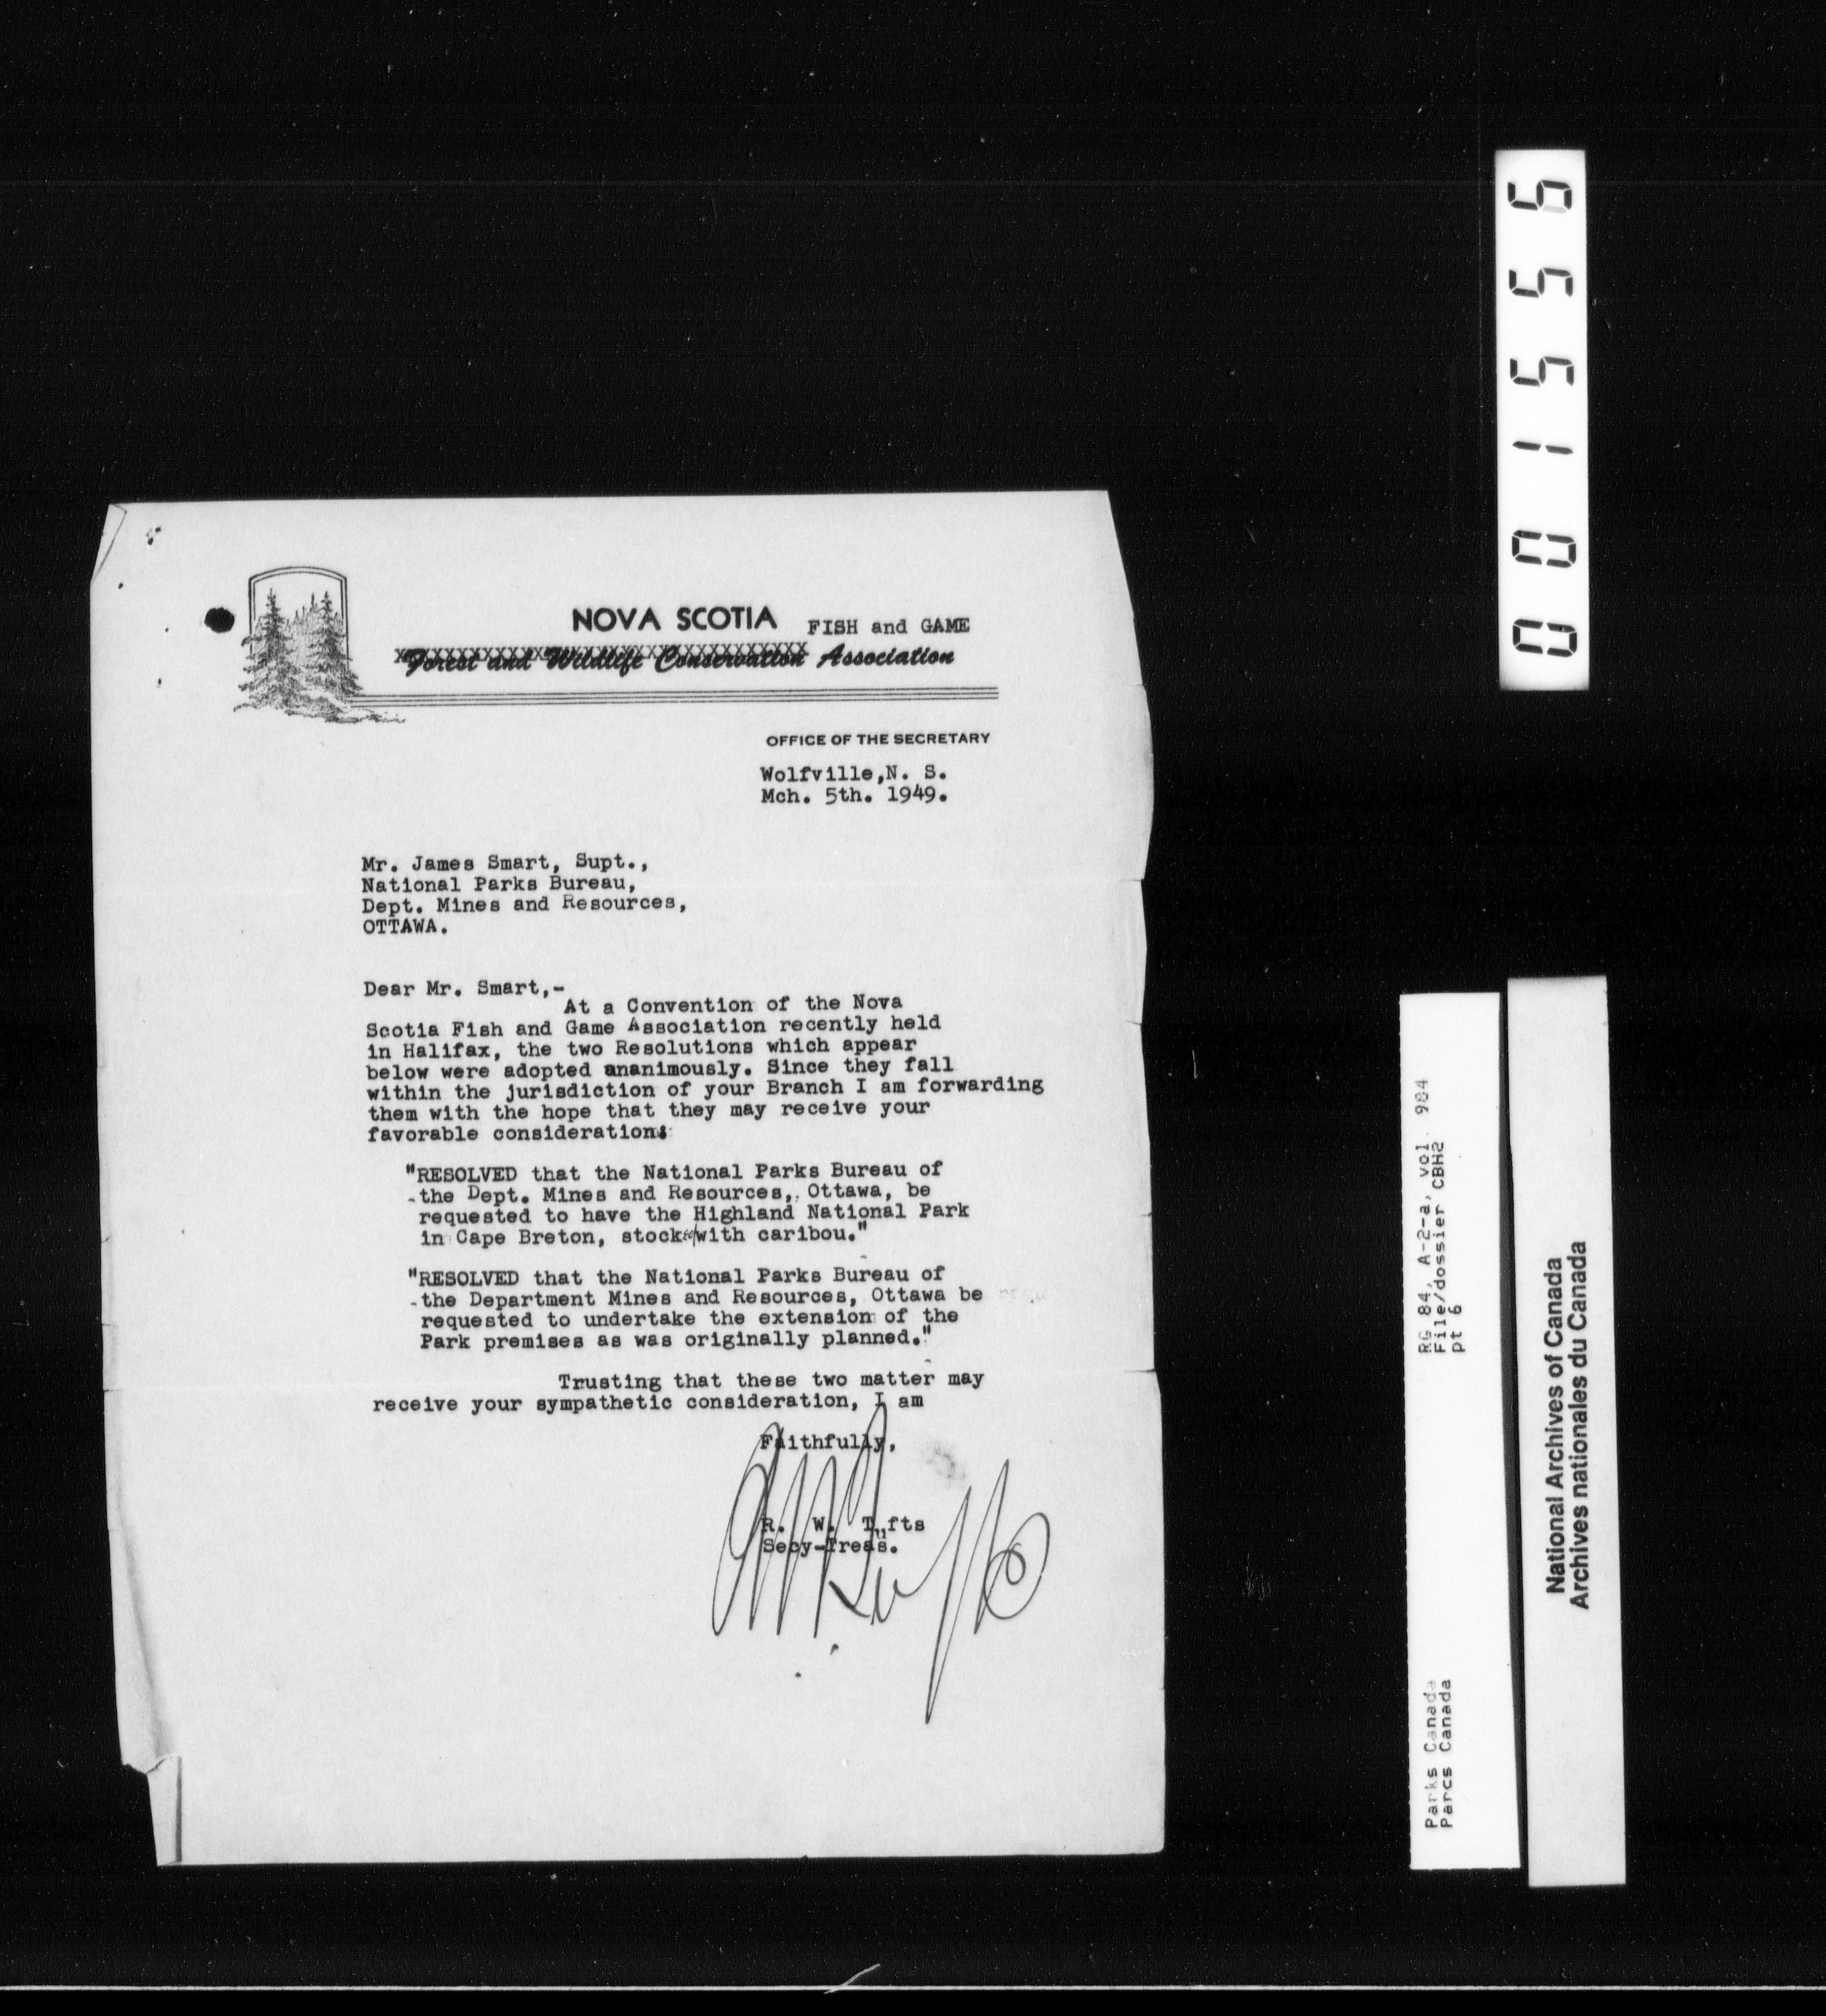 NOVA SCOTIA FISH and GAME
Forest and Wildlife Conservation Association
OFFICE OF THE SECRETARY
Wolfville,N. S.
Mch. 5th. 1949.
Mr. James Smart, Supt.,
National Parks Bureau,
Dept. Mines and Resources,
OTTAWA.
Dear Mr. Smart,-
At a Convention of the Nova
Scotia Fish and Game Association recently held
in Halifax, the two Resolutions which appear
below were adopted ananimously. Since they fall
within the jurisdiction of your Branch I am forwarding
them with the hope that they may receive your
favorable consideration:
"RESOLVED that the National Parks Bureau of
the Dept. Mines and Resources, Ottawa, be
requested to have the Highland National Park
in Cape Breton, stocked with caribou."
"RESOLVED that the National Parks Bureau of
the Department Mines and Resources, Ottawa be
requested to undertake the extension of the
Park premises as was originally planned."
Trusting that these two matter may
receive your sympathetic consideration, I am
Faithfully,
R. W. Tufts
Secy-Treas.
001555
RG 84, A-2-a, vol 984
File/dossier CBH2
pt 6
Parks Canada
Parcs Canada
National Archives of Canada
Archives nationales du Canada